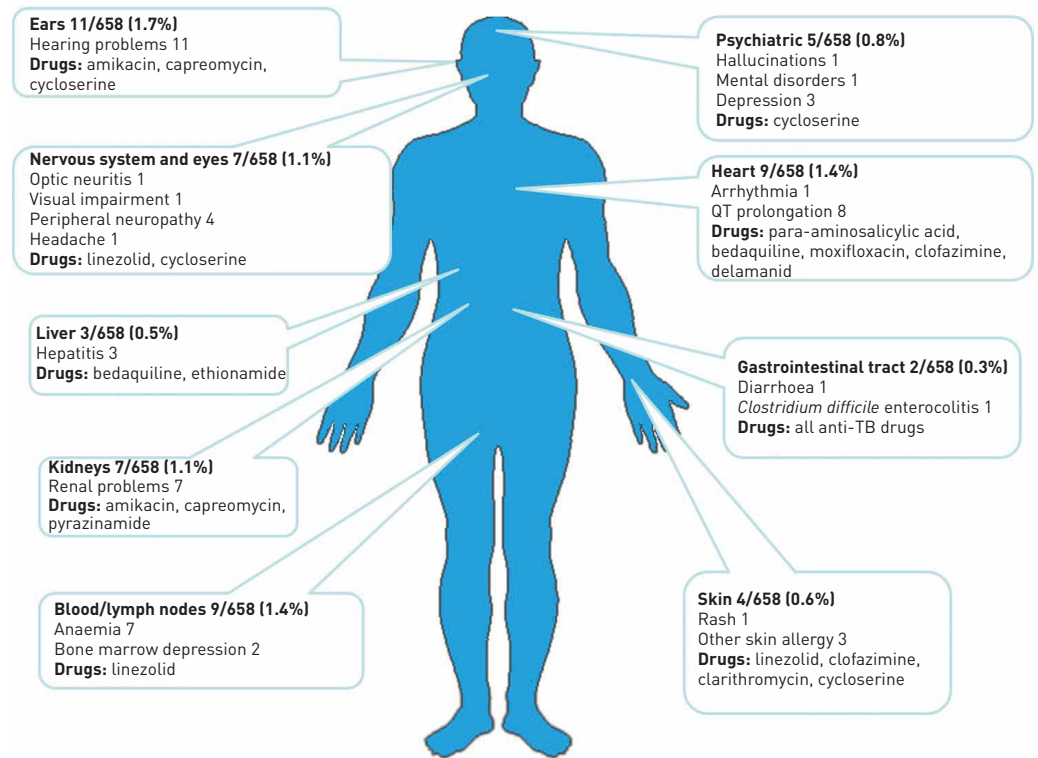 Ears 11/658 (1.7%)
Hearing problems 11
Drugs: amikacin, capreomycin,
cycloserine
Nervous system and eyes 7/658 (1.1%)
Optic neuritis 1
Visual impairment 1
Peripheral neuropathy 4
Headache 1
Drugs: linezolid, cycloserine
Liver 3/658 (0.5%)
Hepatitis 3
Drugs: bedaquiline, ethionamide
Kidneys 7/658 (1.1%)
Renal problems 7
Drugs: amikacin, capreomycin,
pyrazinamide
Blood/lymph nodes 9/658 (1.4%)
Anaemia 7
Bone marrow depression 2
Drugs: linezolid
Psychiatric 5/658 (0.8%)
Hallucinations 1
Mental disorders 1
Depression 3
Drugs: cycloserine
Heart 9/658 (1.4%)
Arrhythmia 1
QT prolongation 8
Drugs: para-aminosalicylic acid,
bedaquiline, moxifloxacin, clofazimine,
delamanid
Gastrointestinal tract 2/658 (0.3%)
Diarrhoea 1
Clostridium difficile enterocolitis 1
Drugs: all anti-TB drugs
Skin 4/658 (0.6%)
Rash 1
Other skin allergy 3
Drugs: linezolid, clofazimine,
clarithromycin, cycloserine